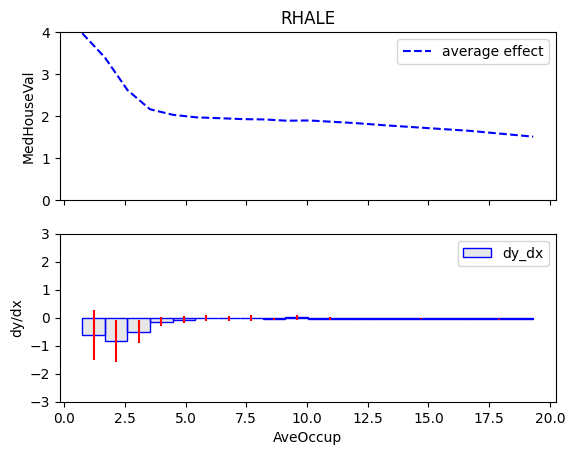 RHALE
4
3
2
1
0
MedHouseVal
average effect
3
2
1
0
−1
−2
−3
dy/dx
dy_dx
0.0 2.5 5.0 7.5 10.0 12.5 15.0 17.5 20.0
AveOccup